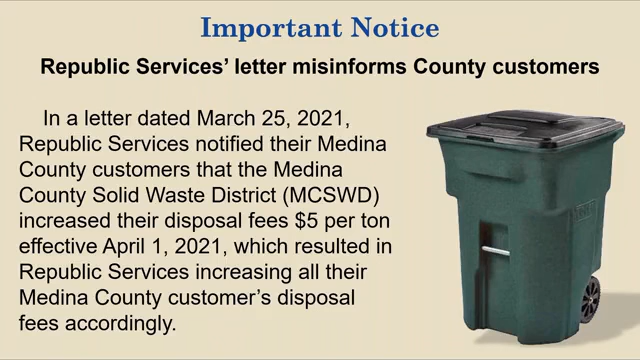 Important Notice
Republic Services’ letter misinforms County customers
In a letter dated March 25, 2021,
Republic Services notified their Medina
County customers that the Medina
County Solid Waste District (MCSWD)
increased their disposal fees $5 per ton
effective April 1, 2021, which resulted in
Republic Services increasing all their
Medina County customer’s disposal
fees accordingly.